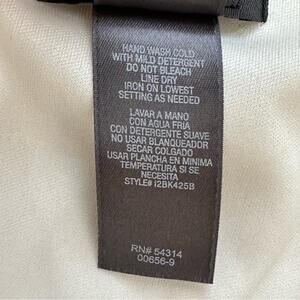 HAND WASH COLD
WITH MILD DETERGENT
DO NOT BLEACH
LINE DRY
IRON ON LOWEST
SETTING AS NEEDED
LAVAR A MANO
CON AGUA FRIA
CON DETERGENTE SUAVE
NO USAR BLANQUEADOR
SECAR COLGADO
USAR PLANCHA EN MINIMA
TEMPERATURA SI SE
NECESITA
STYLE# I2BK425B
RN# 54314
00656-9